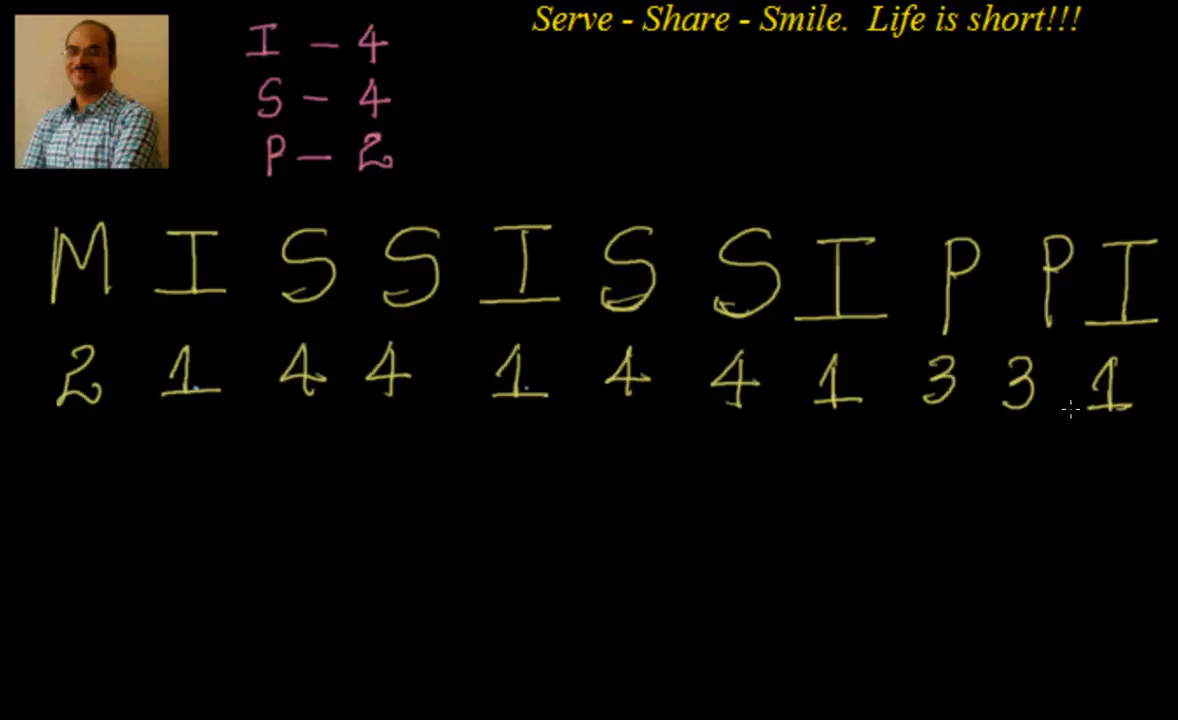 Serve - Share - Smile.  Life is short!!!
I - 4
S - 4
P - 2
M I S S I S S I P P I
2 1 4 4 1 4 4 1 3 3 1